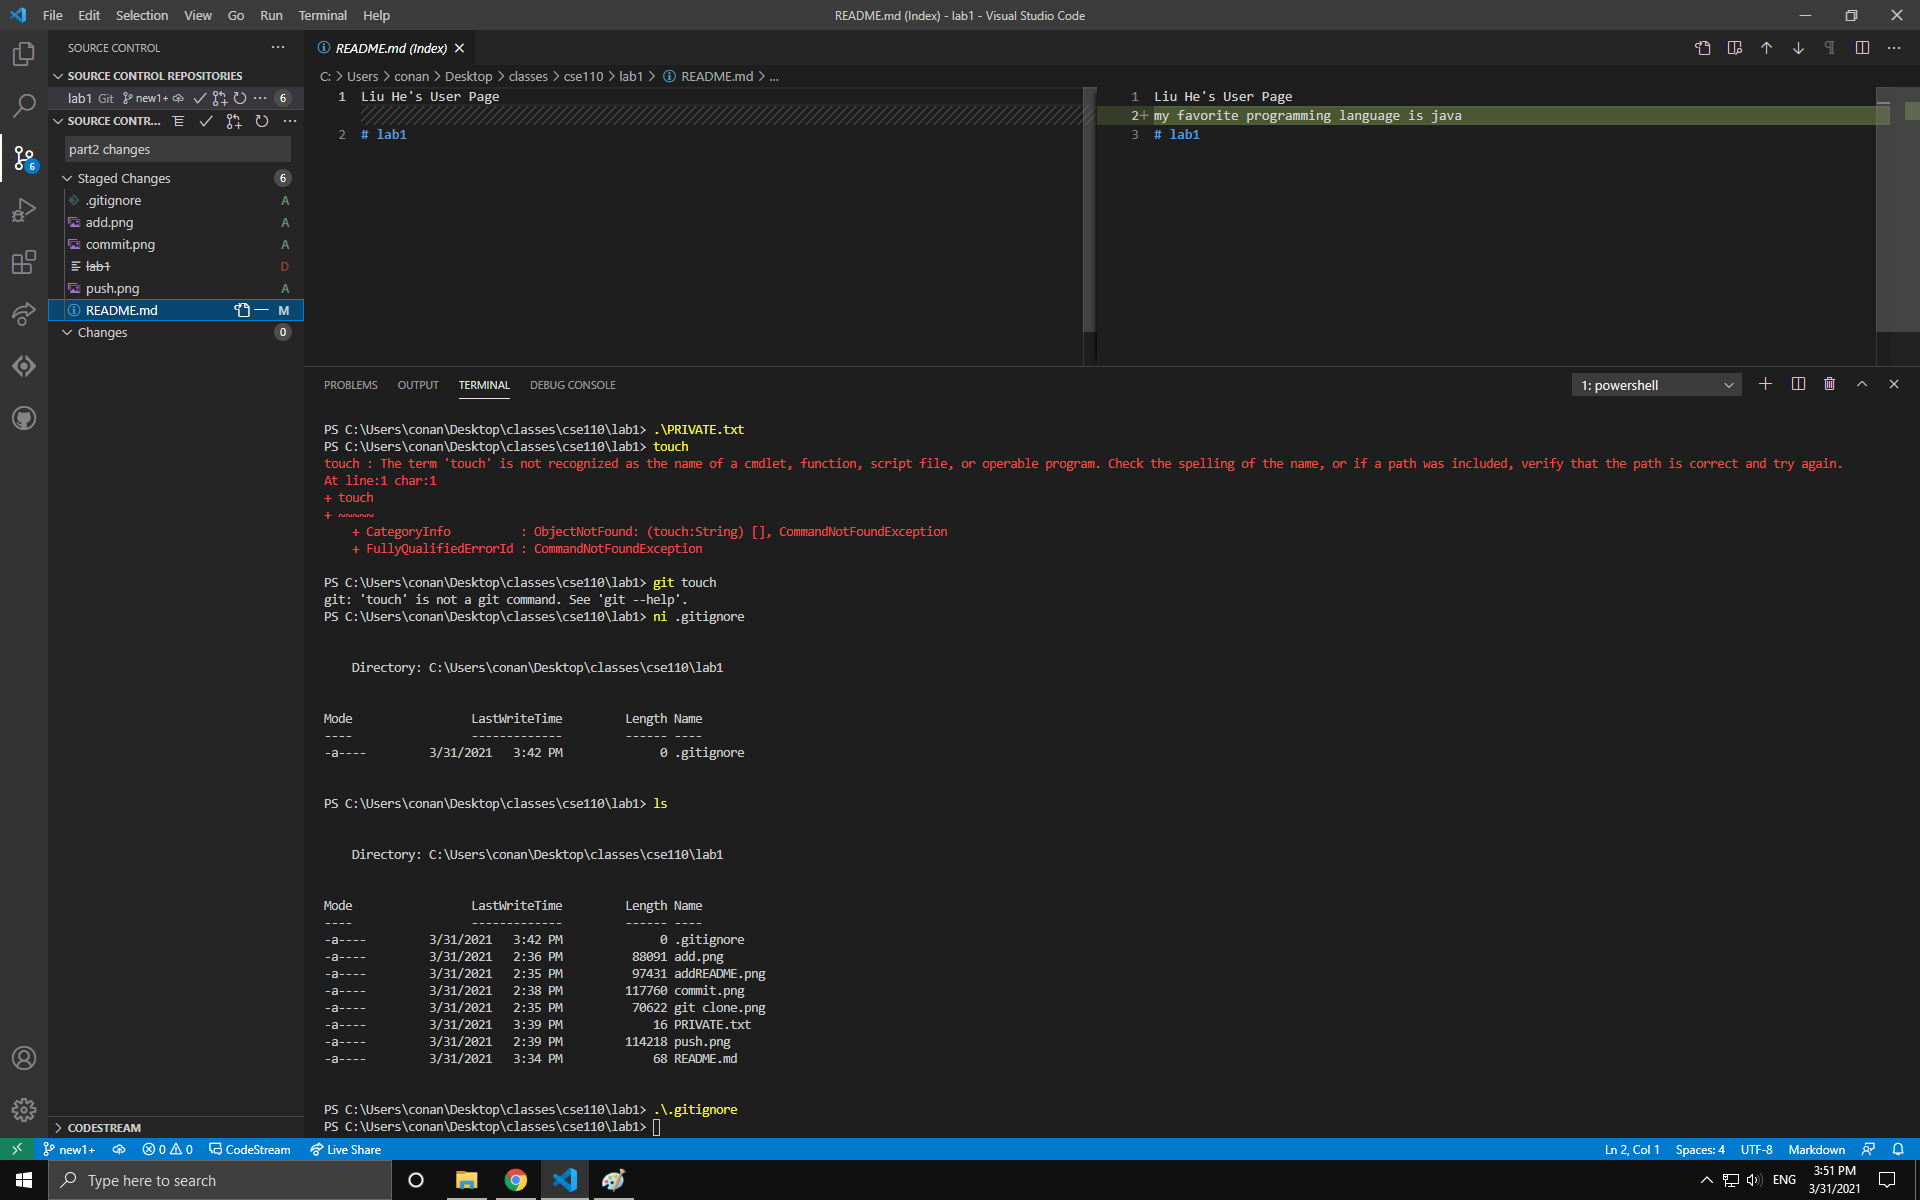 File Edit Selection View Go Run Terminal Help
README.md (Index) - lab1 - Visual Studio Code
SOURCE CONTROL
SOURCE CONTROL REPOSITORIES
lab1 Git new1+ 6
SOURCE CONTR...
part2 changes
Staged Changes 6
.gitignore A
add.png A
commit.png A
lab1 D
push.png A
README.md M
Changes 0
CODESTREAM
6
README.md (Index)
C: > Users > conan > Desktop > classes > cse110 > lab1 > README.md > ...
1 Liu He's User Page
2 # lab1
1 Liu He's User Page
2+ my favorite programming language is java
3 # lab1
PROBLEMS OUTPUT TERMINAL DEBUG CONSOLE
1: powershell
PS C:\Users\conan\Desktop\classes\cse110\lab1> .\PRIVATE.txt
PS C:\Users\conan\Desktop\classes\cse110\lab1> touch
touch : The term 'touch' is not recognized as the name of a cmdlet, function, script file, or operable program. Check the spelling of the name, or if a path was included, verify that the path is correct and try again.
At line:1 char:1
+ touch
+ ~~~~~
    + CategoryInfo          : ObjectNotFound: (touch:String) [], CommandNotFoundException
    + FullyQualifiedErrorId : CommandNotFoundException
PS C:\Users\conan\Desktop\classes\cse110\lab1> git touch
git: 'touch' is not a git command. See 'git --help'.
PS C:\Users\conan\Desktop\classes\cse110\lab1> ni .gitignore
    Directory: C:\Users\conan\Desktop\classes\cse110\lab1
Mode                 LastWriteTime         Length Name
----                 -------------         ------ ----
-a----         3/31/2021   3:42 PM              0 .gitignore
PS C:\Users\conan\Desktop\classes\cse110\lab1> ls
    Directory: C:\Users\conan\Desktop\classes\cse110\lab1
Mode                 LastWriteTime         Length Name
----                 -------------         ------ ----
-a----         3/31/2021   3:42 PM              0 .gitignore
-a----         3/31/2021   2:36 PM          88091 add.png
-a----         3/31/2021   2:35 PM          97431 addREADME.png
-a----         3/31/2021   2:38 PM         117760 commit.png
-a----         3/31/2021   2:35 PM          70622 git clone.png
-a----         3/31/2021   3:39 PM             16 PRIVATE.txt
-a----         3/31/2021   2:39 PM         114218 push.png
-a----         3/31/2021   3:34 PM             68 README.md
PS C:\Users\conan\Desktop\classes\cse110\lab1> .\.gitignore
PS C:\Users\conan\Desktop\classes\cse110\lab1>
new1+ 0 0 CodeStream Live Share
Ln 2, Col 1 Spaces: 4 UTF-8 Markdown
Type here to search
ENG
3:51 PM
3/31/2021